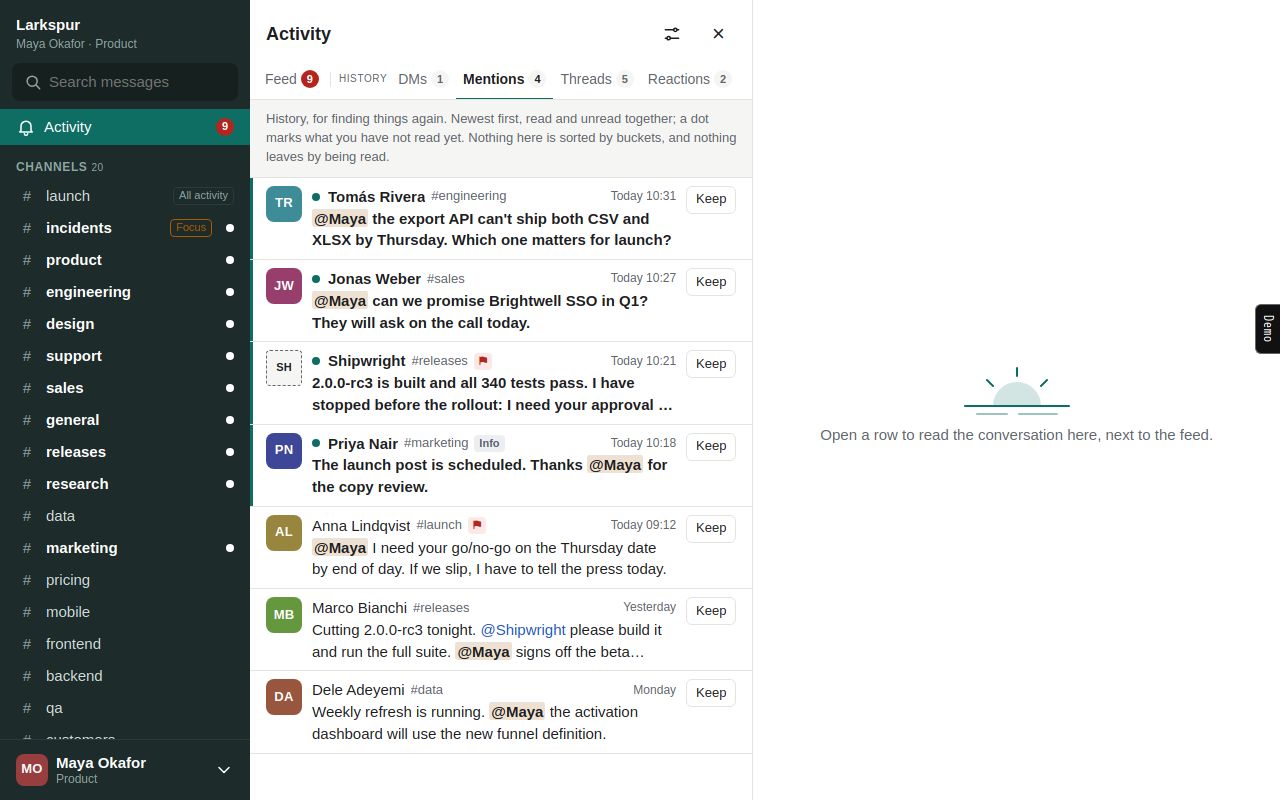 Larkspur
Maya Okafor · Product
Search messages
Activity 9
CHANNELS 20
# launch All activity
# incidents Focus
# product
# engineering
# design
# support
# sales
# general
# releases
# research
# data
# marketing
# pricing
# mobile
# frontend
# backend
# qa
# customers
MO Maya Okafor
Product
Activity
Feed 9 HISTORY DMs 1 Mentions 4 Threads 5 Reactions 2
History, for finding things again. Newest first, read and unread together; a dot
marks what you have not read yet. Nothing here is sorted by buckets, and nothing
leaves by being read.
TR Tomás Rivera #engineering Today 10:31 Keep
@Maya the export API can't ship both CSV and
XLSX by Thursday. Which one matters for launch?
JW Jonas Weber #sales Today 10:27 Keep
@Maya can we promise Brightwell SSO in Q1?
They will ask on the call today.
SH Shipwright #releases Today 10:21 Keep
2.0.0-rc3 is built and all 340 tests pass. I have
stopped before the rollout: I need your approval …
PN Priya Nair #marketing Info Today 10:18 Keep
The launch post is scheduled. Thanks @Maya for
the copy review.
AL Anna Lindqvist #launch Today 09:12 Keep
@Maya I need your go/no-go on the Thursday date
by end of day. If we slip, I have to tell the press today.
MB Marco Bianchi #releases Yesterday Keep
Cutting 2.0.0-rc3 tonight. @Shipwright please build it
and run the full suite. @Maya signs off the beta…
DA Dele Adeyemi #data Monday Keep
Weekly refresh is running. @Maya the activation
dashboard will use the new funnel definition.
Open a row to read the conversation here, next to the feed.
Demo